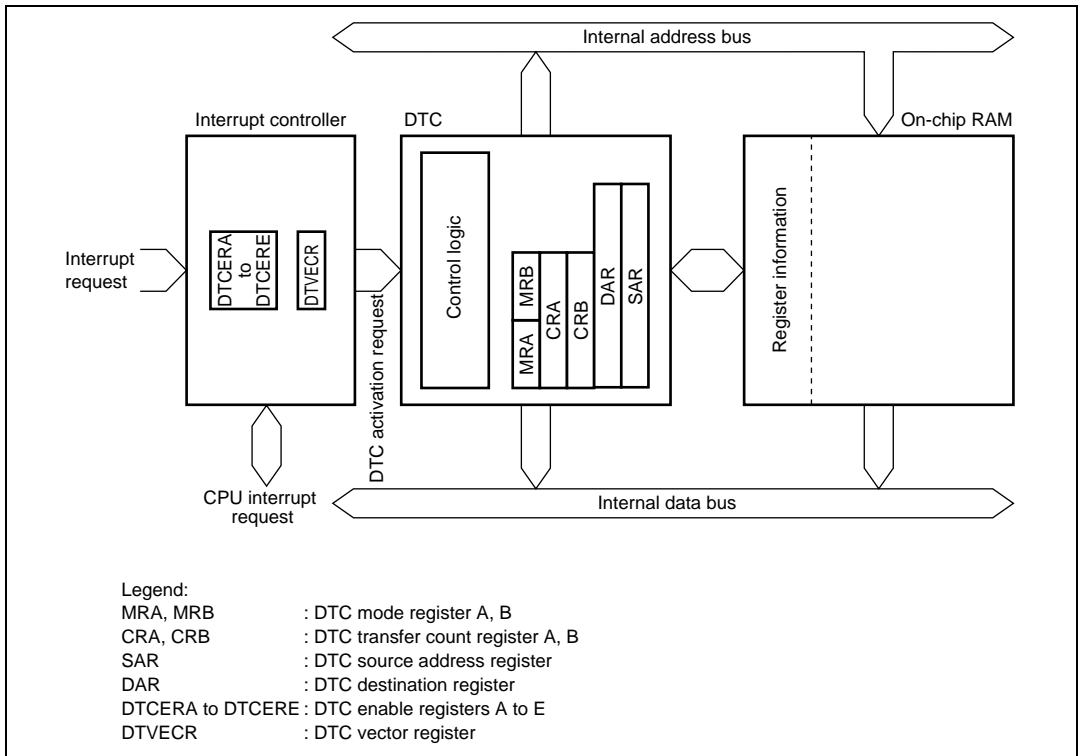 Internal address bus
Interrupt controller
DTC
On-chip RAM
Interrupt
request
DTCERA
to
DTCERE
DTVECR
DTC activation request
Control logic
MRA
MRB
CRA
CRB
DAR
SAR
Register information
CPU interrupt
request
Internal data bus
Legend:
MRA, MRB : DTC mode register A, B
CRA, CRB : DTC transfer count register A, B
SAR : DTC source address register
DAR : DTC destination register
DTCERA to DTCERE : DTC enable registers A to E
DTVECR : DTC vector register